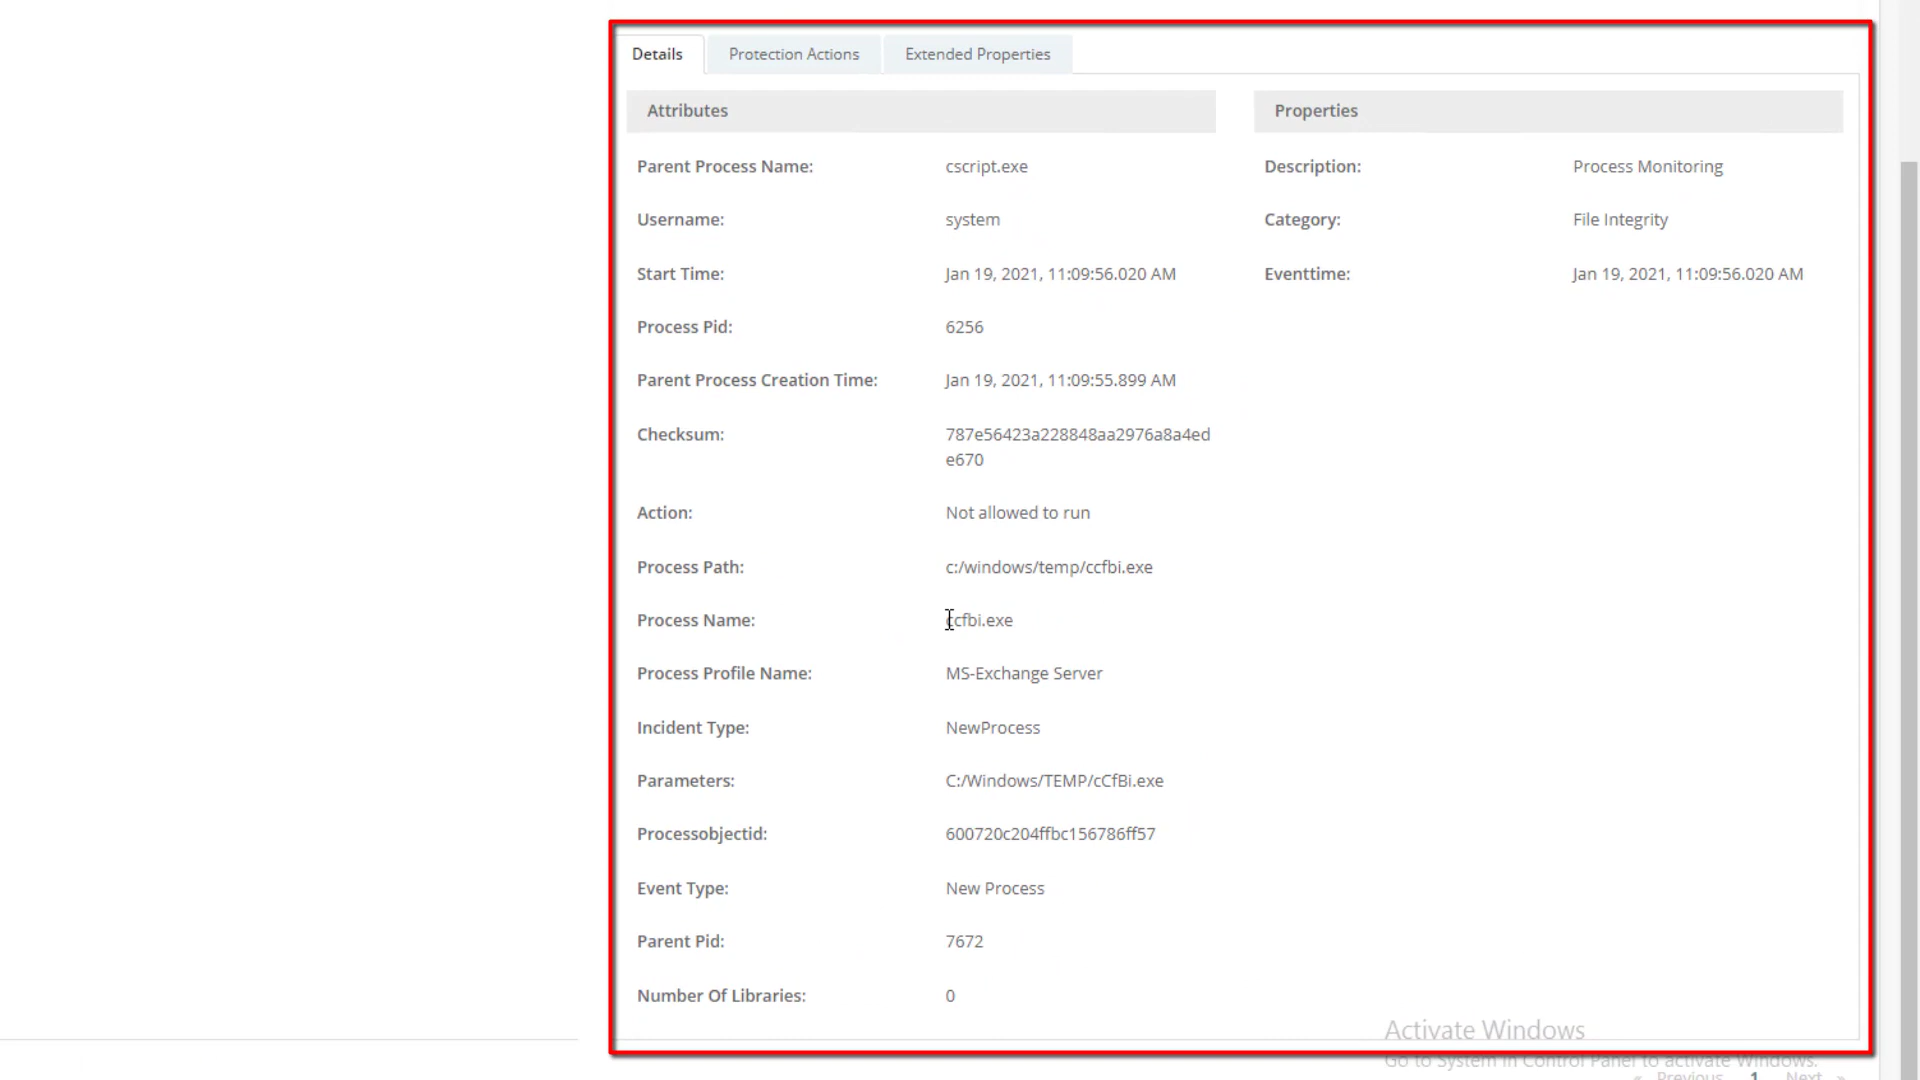 Details Protection Actions Extended Properties
Attributes Properties
Parent Process Name: cscript.exe Description: Process Monitoring
Username: system Category: File Integrity
Start Time: Jan 19, 2021, 11:09:56.020 AM Eventtime: Jan 19, 2021, 11:09:56.020 AM
Process Pid: 6256
Parent Process Creation Time: Jan 19, 2021, 11:09:55.899 AM
Checksum: 787e56423a228848aa2976a8a4ed
e670
Action: Not allowed to run
Process Path: c:/windows/temp/ccfbi.exe
Process Name: ccfbi.exe
Process Profile Name: MS-Exchange Server
Incident Type: NewProcess
Parameters: C:/Windows/TEMP/cCfBi.exe
Processobjectid: 600720c204ffbc156786ff57
Event Type: New Process
Parent Pid: 7672
Number Of Libraries: 0
Activate Windows
Go to System in Control Panel to activate Windows.
« Previous 1 Next »